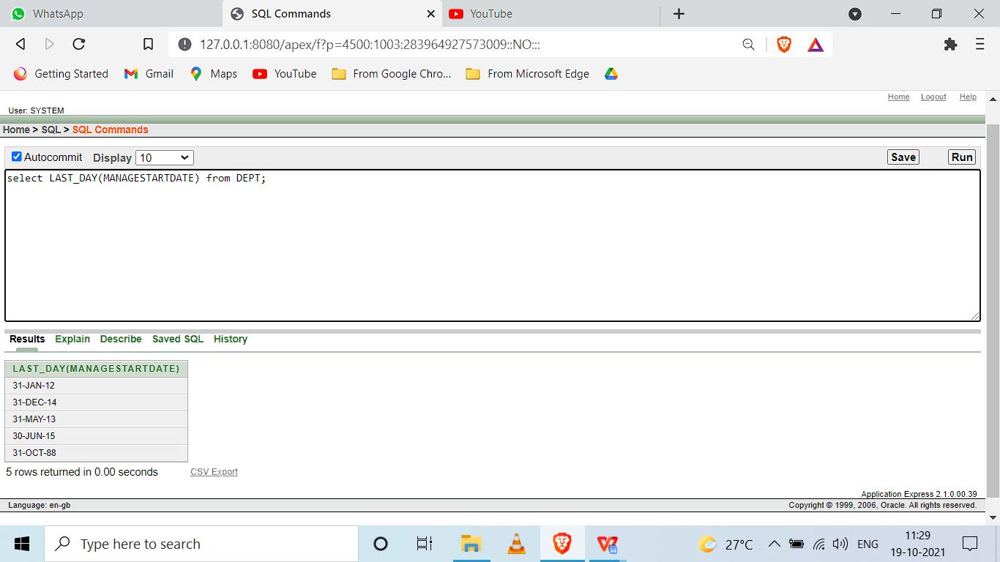 WhatsApp
SQL Commands
YouTube
127.0.0.1:8080/apex/f?p=4500:1003:283964927573009::NO:::
Getting Started
Gmail
Maps
YouTube
From Google Chro...
From Microsoft Edge
Home Logout Help
User: SYSTEM
Home > SQL > SQL Commands
Autocommit Display 10
Save Run
select LAST_DAY(MANAGESTARTDATE) from DEPT;
Results Explain Describe Saved SQL History
LAST_DAY(MANAGESTARTDATE)
31-JAN-12
31-DEC-14
31-MAY-13
30-JUN-15
31-OCT-88
5 rows returned in 0.00 seconds CSV Export
Application Express 2.1.0.00.39
Language: en-gb Copyright © 1999, 2006, Oracle. All rights reserved.
Type here to search
27°C
ENG
11:29
19-10-2021